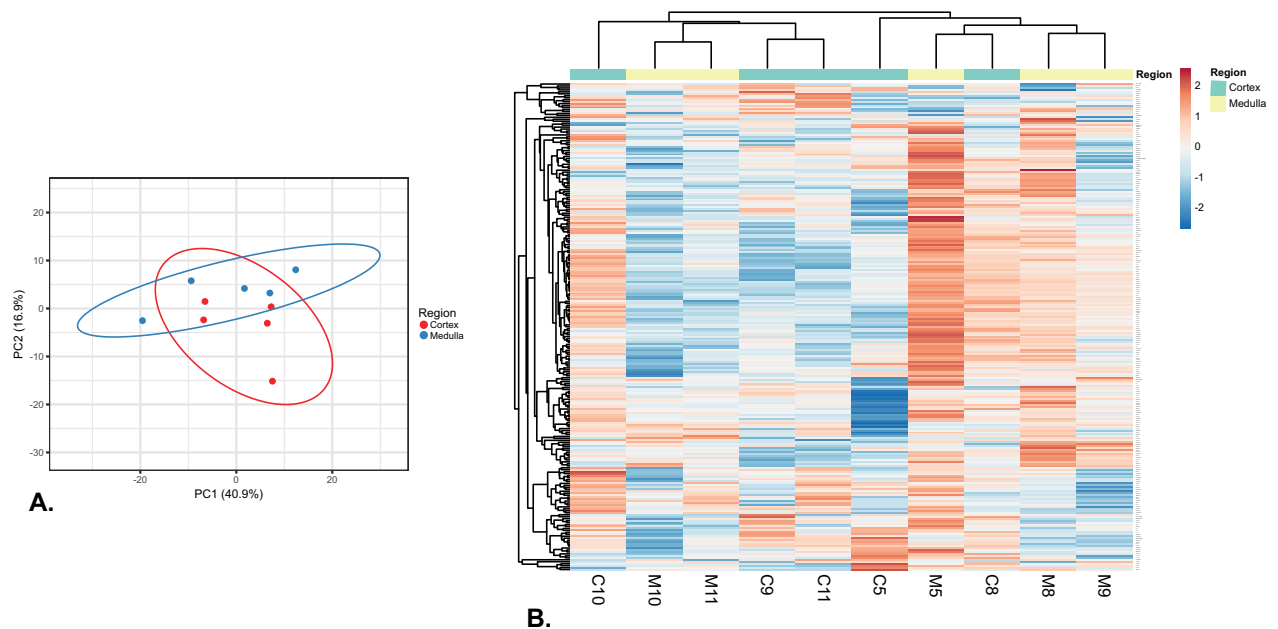 20
10
0
-10
-20
-30
PC2 (16.9%)
-20
0
20
PC1 (40.9%)
Region
Cortex
Medulla
A.
Region
2
1
0
-1
-2
Region
Cortex
Medulla
C10
M10
M11
C9
C11
C5
M5
C8
M8
M9
B.